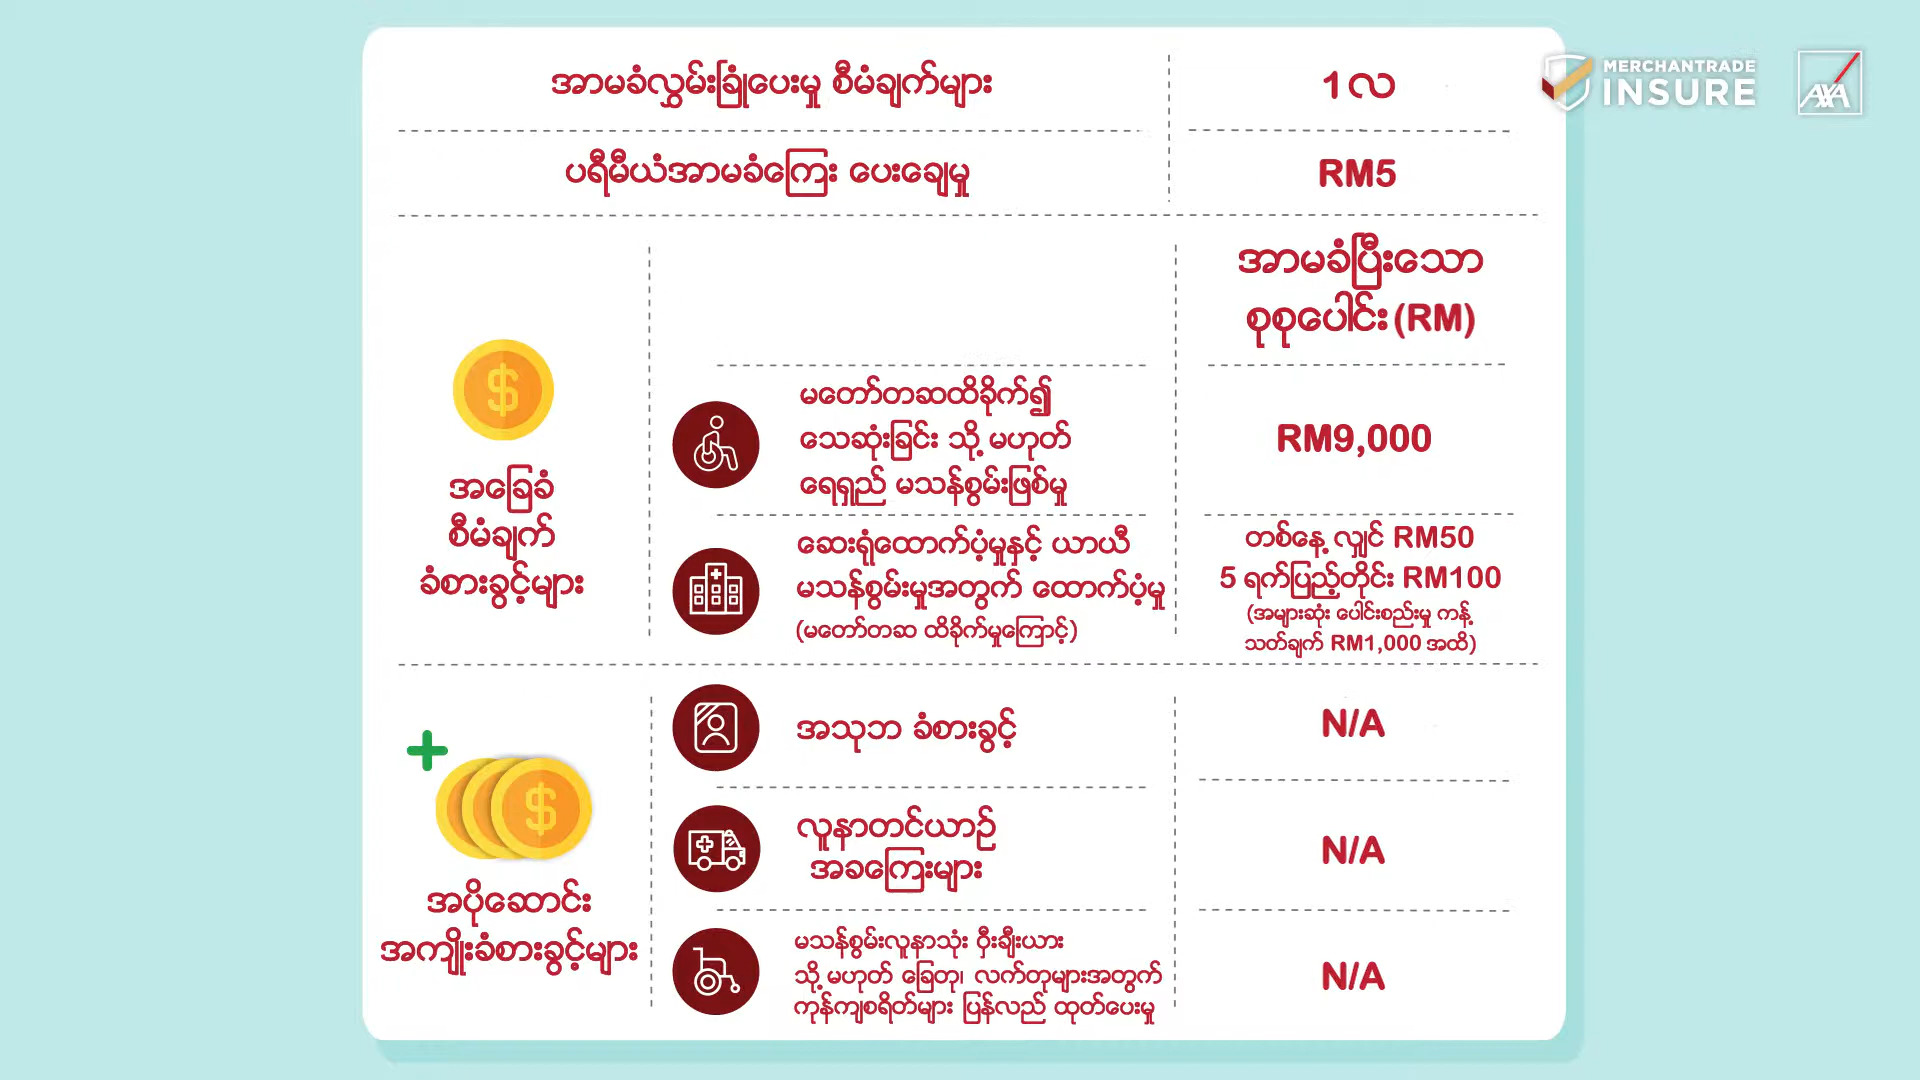 အာမခံလွှမ်းခြုံပေးမှု စီမံချက်များ
1 လ
MERCHANTRADE
INSURE
AXA
ပရီမီယံအာမခံကြေး ပေးချေမှု
RM5
အာမခံပြီးသော
စုစုပေါင်း (RM)
အခြေခံ
စီမံချက်
ခံစားခွင့်များ
မတော်တဆထိခိုက်၍
သေဆုံးခြင်း သို့ မဟုတ်
ရေရှည် မသန်စွမ်းဖြစ်မှု
RM9,000
ဆေးရုံထောက်ပံ့မှုနှင့် ယာယီ
မသန်စွမ်းမှုအတွက် ထောက်ပံ့မှု
(မတော်တဆ ထိခိုက်မှုကြောင့်)
တစ်နေ့ လျှင် RM50
5 ရက်ပြည့်တိုင်း RM100
(အများဆုံး ပေါင်းစည်းမှု ကန့်
သတ်ချက် RM1,000 အထိ)
အပိုဆောင်း
အကျိုးခံစားခွင့်များ
အသုဘ ခံစားခွင့်
N/A
လူနာတင်ယာဉ်
အခကြေးများ
N/A
မသန်စွမ်းလူနာသုံး ဝှီးချီးယား
သို့ မဟုတ် ခြေတု၊ လက်တုများအတွက်
ကုန်ကျစရိတ်များ ပြန်လည် ထုတ်ပေးမှု
N/A